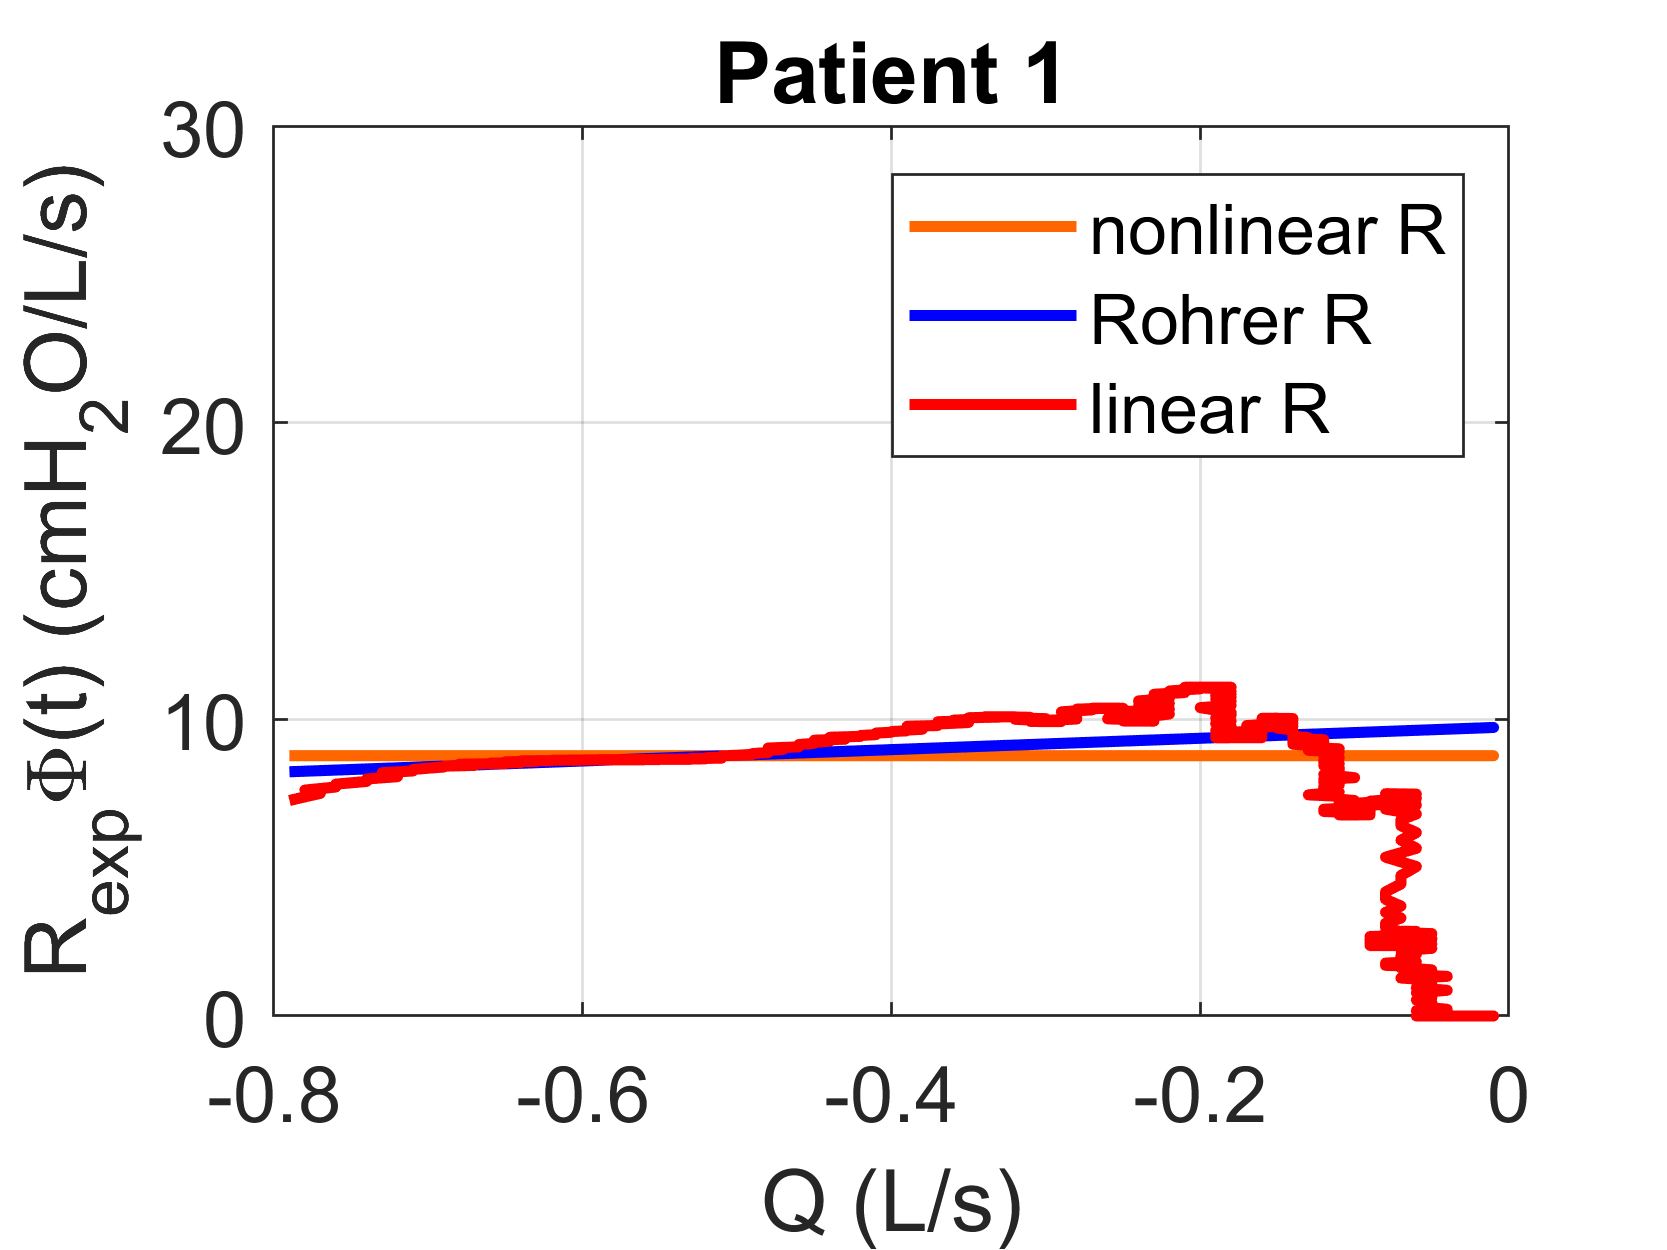 Patient 1
R_exp Φ(t) (cmH₂O/L/s)
30
20
10
0
nonlinear R
Rohrer R
linear R
-0.8 -0.6 -0.4 -0.2 0
Q (L/s)